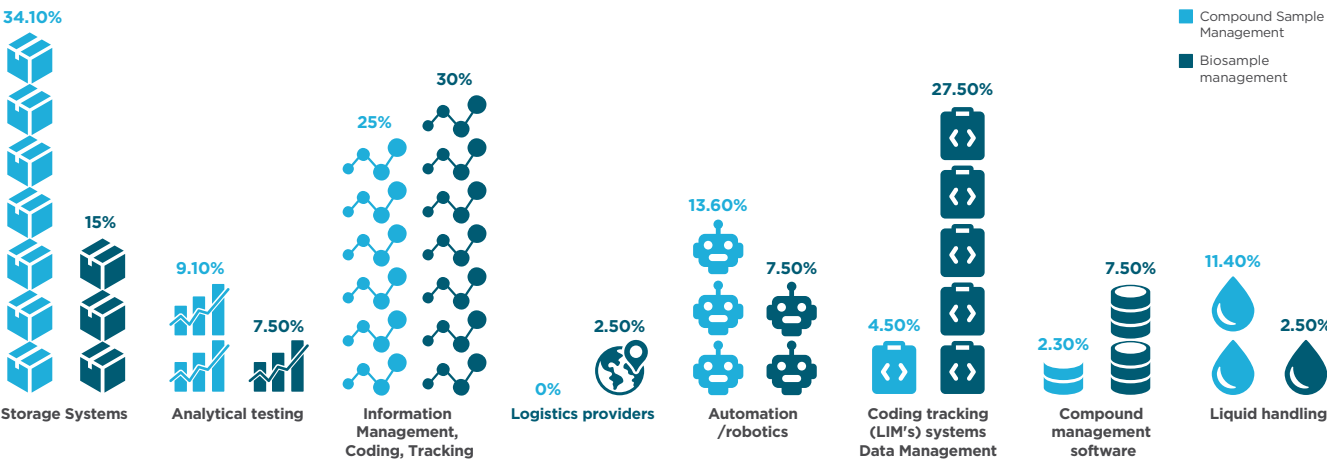 34.10%
15%
Storage Systems
9.10%
7.50%
Analytical testing
25%
30%
Information
Management,
Coding, Tracking
0%
2.50%
Logistics providers
13.60%
7.50%
Automation
/robotics
4.50%
27.50%
Coding tracking
(LIM's) systems
Data Management
2.30%
7.50%
Compound
management
software
11.40%
2.50%
Liquid handling
Compound Sample
Management
Biosample
management